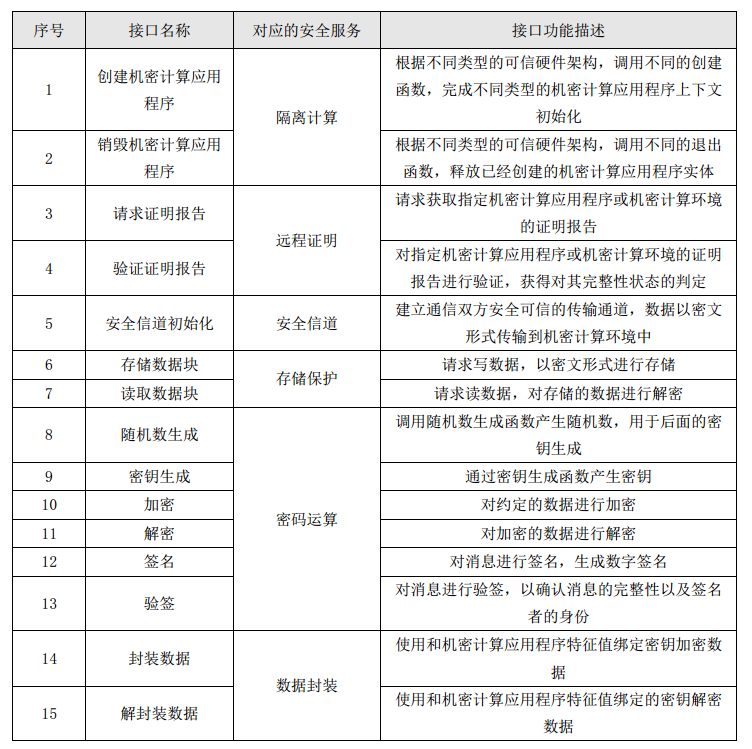 序号 接口名称 对应的安全服务 接口功能描述
1 创建机密计算应用程序 隔离计算 根据不同类型的可信硬件架构，调用不同的创建
函数，完成不同类型的机密计算应用程序上下文
初始化
2 销毁机密计算应用程序 根据不同类型的可信硬件架构，调用不同的退出
函数，释放已经创建的机密计算应用程序实体
3 请求证明报告 远程证明 请求获取指定机密计算应用程序或机密计算环境
的证明报告
4 验证证明报告 对指定机密计算应用程序或机密计算环境的证明
报告进行验证，获得对其完整性状态的判定
5 安全信道初始化 安全信道 建立通信双方安全可信的传输通道，数据以密文
形式传输到机密计算环境中
6 存储数据块 存储保护 请求写数据，以密文形式进行存储
7 读取数据块 请求读数据，对存储的数据进行解密
8 随机数生成 密码运算 调用随机数生成函数产生随机数，用于后面的密
钥生成
9 密钥生成 通过密钥生成函数产生密钥
10 加密 对约定的数据进行加密
11 解密 对加密的数据进行解密
12 签名 对消息进行签名，生成数字签名
13 验签 对消息进行验签，以确认消息的完整性以及签名
者的身份
14 封装数据 数据封装 使用和机密计算应用程序特征值绑定密钥加密数
据
15 解封装数据 使用和机密计算应用程序特征值绑定的密钥解密
数据